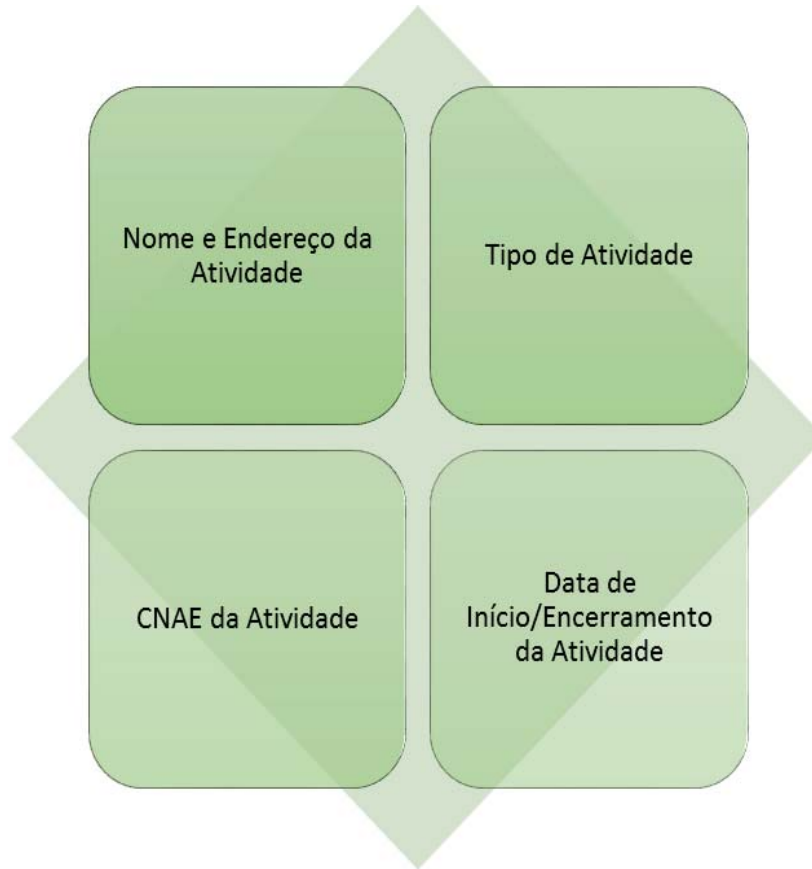 Nome e Endereço da
Atividade
Tipo de Atividade
CNAE da Atividade
Data de
Início/Encerramento
da Atividade